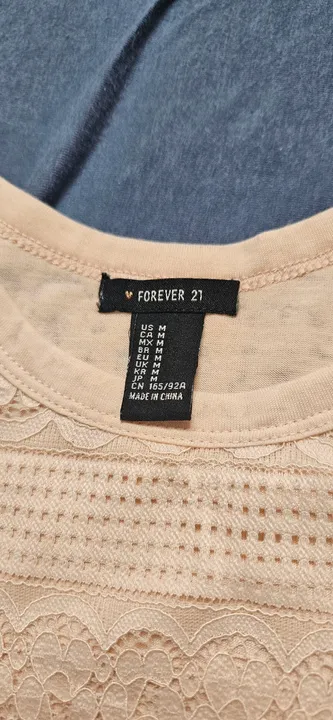 FOREVER 21
US M
CA M
MX M
BR M
EU M
UK M
KR M
JP M
CN 165/92A
MADE IN CHINA